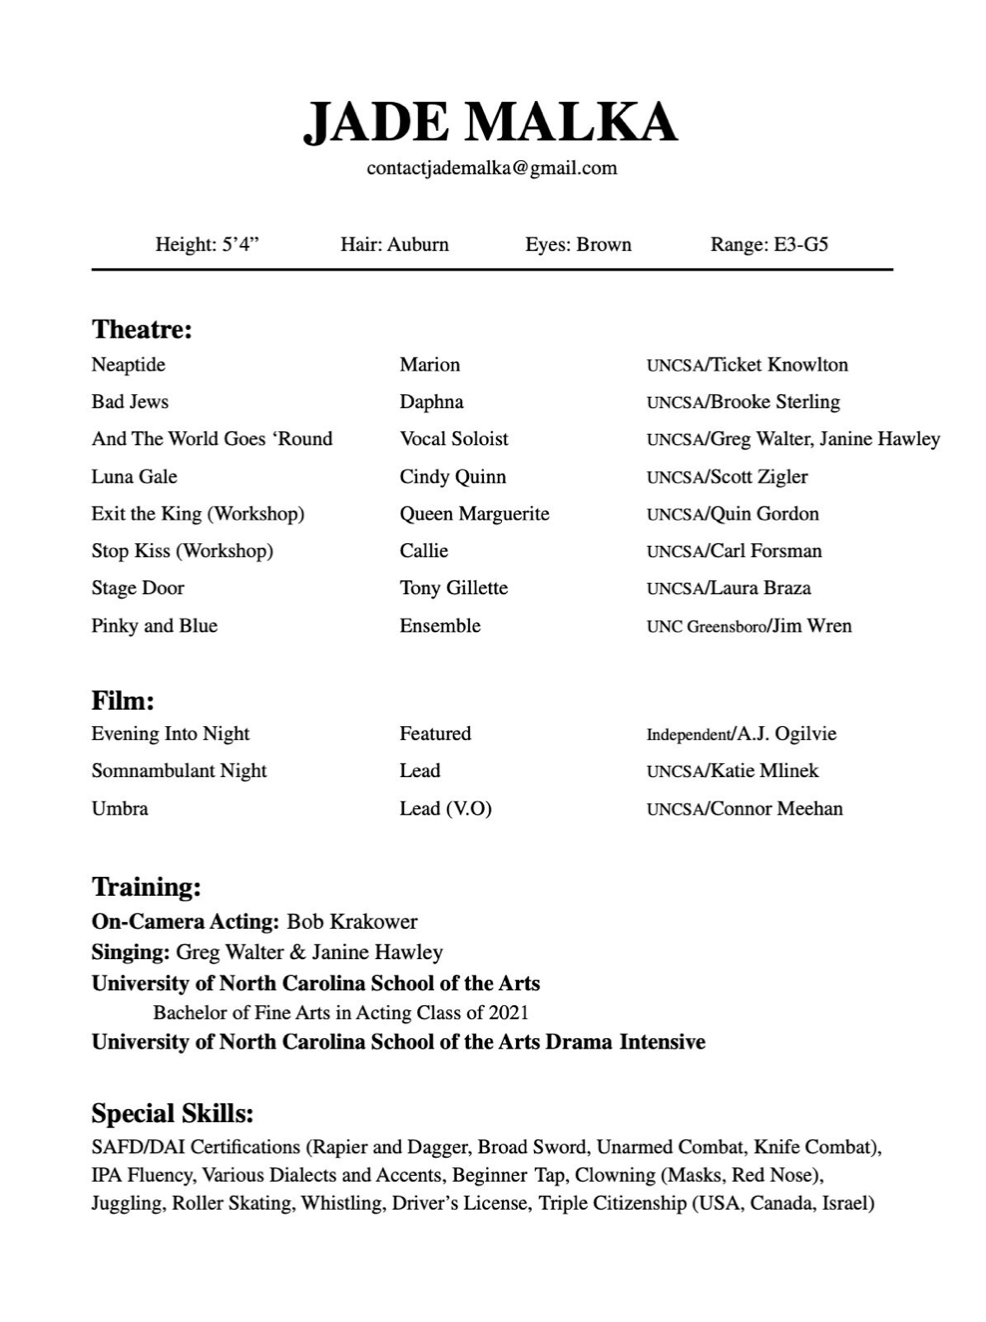 JADE MALKA
contactjademalka@gmail.com
Height: 5’4” Hair: Auburn Eyes: Brown Range: E3-G5
Theatre:
Neaptide Marion UNCSA/Ticket Knowlton
Bad Jews Daphna UNCSA/Brooke Sterling
And The World Goes ‘Round Vocal Soloist UNCSA/Greg Walter, Janine Hawley
Luna Gale Cindy Quinn UNCSA/Scott Zigler
Exit the King (Workshop) Queen Marguerite UNCSA/Quin Gordon
Stop Kiss (Workshop) Callie UNCSA/Carl Forsman
Stage Door Tony Gillette UNCSA/Laura Braza
Pinky and Blue Ensemble UNC Greensboro/Jim Wren
Film:
Evening Into Night Featured Independent/A.J. Ogilvie
Somnambulant Night Lead UNCSA/Katie Mlinek
Umbra Lead (V.O) UNCSA/Connor Meehan
Training:
On-Camera Acting: Bob Krakower
Singing: Greg Walter & Janine Hawley
University of North Carolina School of the Arts
Bachelor of Fine Arts in Acting Class of 2021
University of North Carolina School of the Arts Drama Intensive
Special Skills:
SAFD/DAI Certifications (Rapier and Dagger, Broad Sword, Unarmed Combat, Knife Combat),
IPA Fluency, Various Dialects and Accents, Beginner Tap, Clowning (Masks, Red Nose),
Juggling, Roller Skating, Whistling, Driver’s License, Triple Citizenship (USA, Canada, Israel)